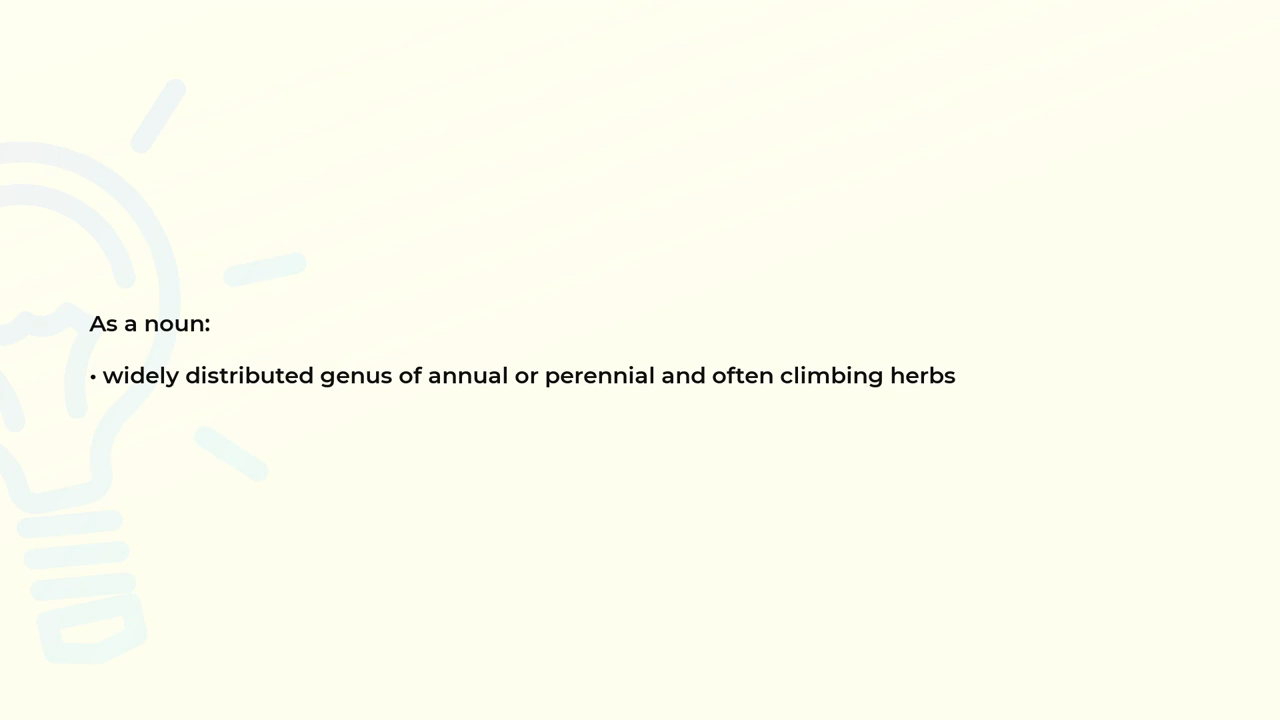 As a noun:
• widely distributed genus of annual or perennial and often climbing herbs